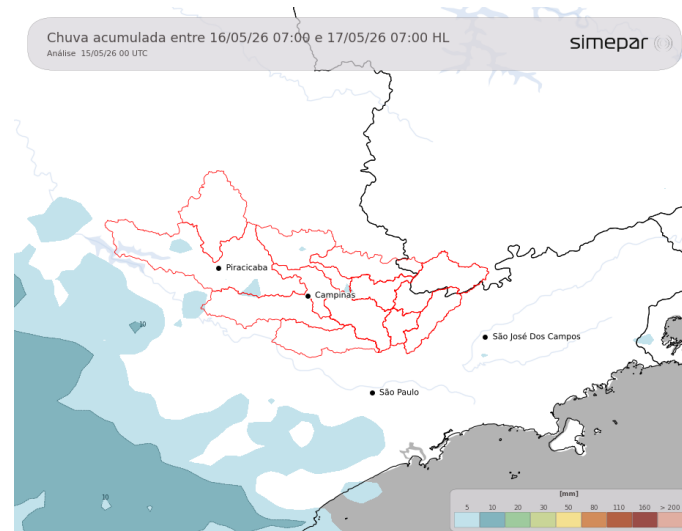 Chuva acumulada entre 16/05/26 07:00 e 17/05/26 07:00 HL
Análise 15/05/26 00 UTC
simepar
Piracicaba
Campinas
10
São José Dos Campos
São Paulo
10
[mm]
5 10 20 30 50 80 110 160 > 200